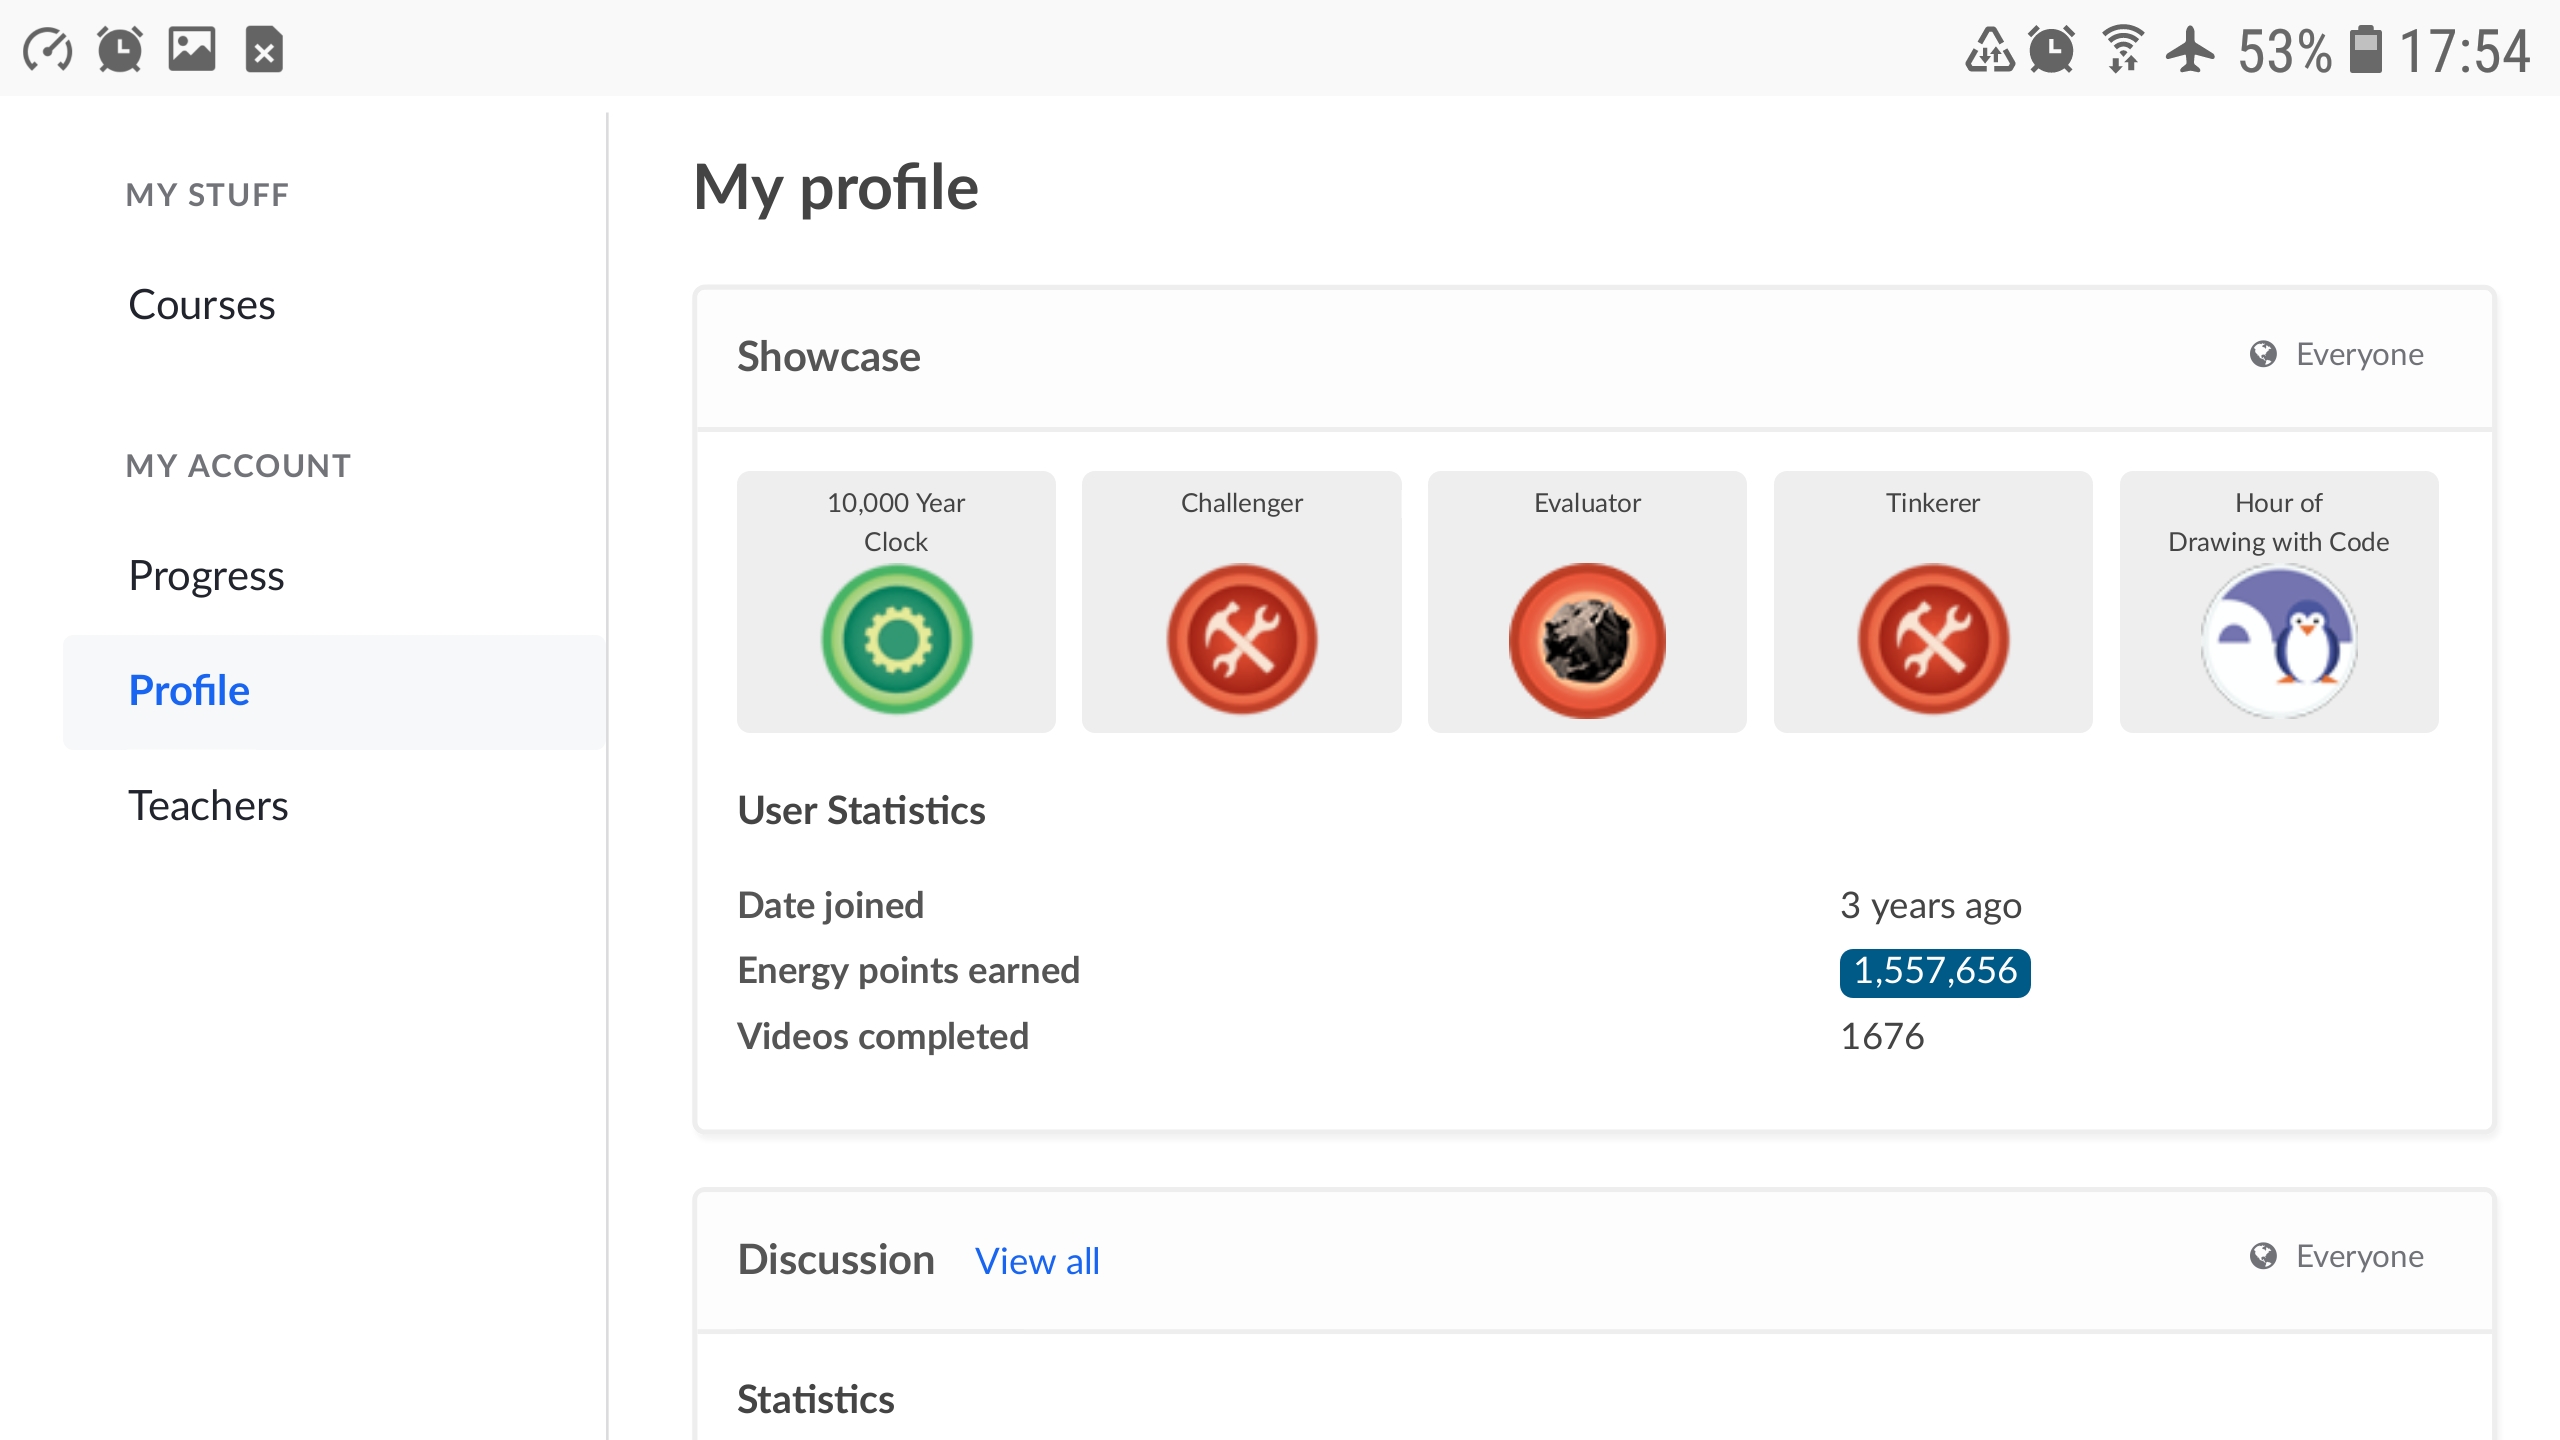 53% 17:54
MY STUFF
Courses
MY ACCOUNT
Progress
Profile
Teachers
My profile
Showcase
Everyone
10,000 Year
Clock
Challenger
Evaluator
Tinkerer
Hour of
Drawing with Code
User Statistics
Date joined 3 years ago
Energy points earned 1,557,656
Videos completed 1676
Discussion View all
Everyone
Statistics